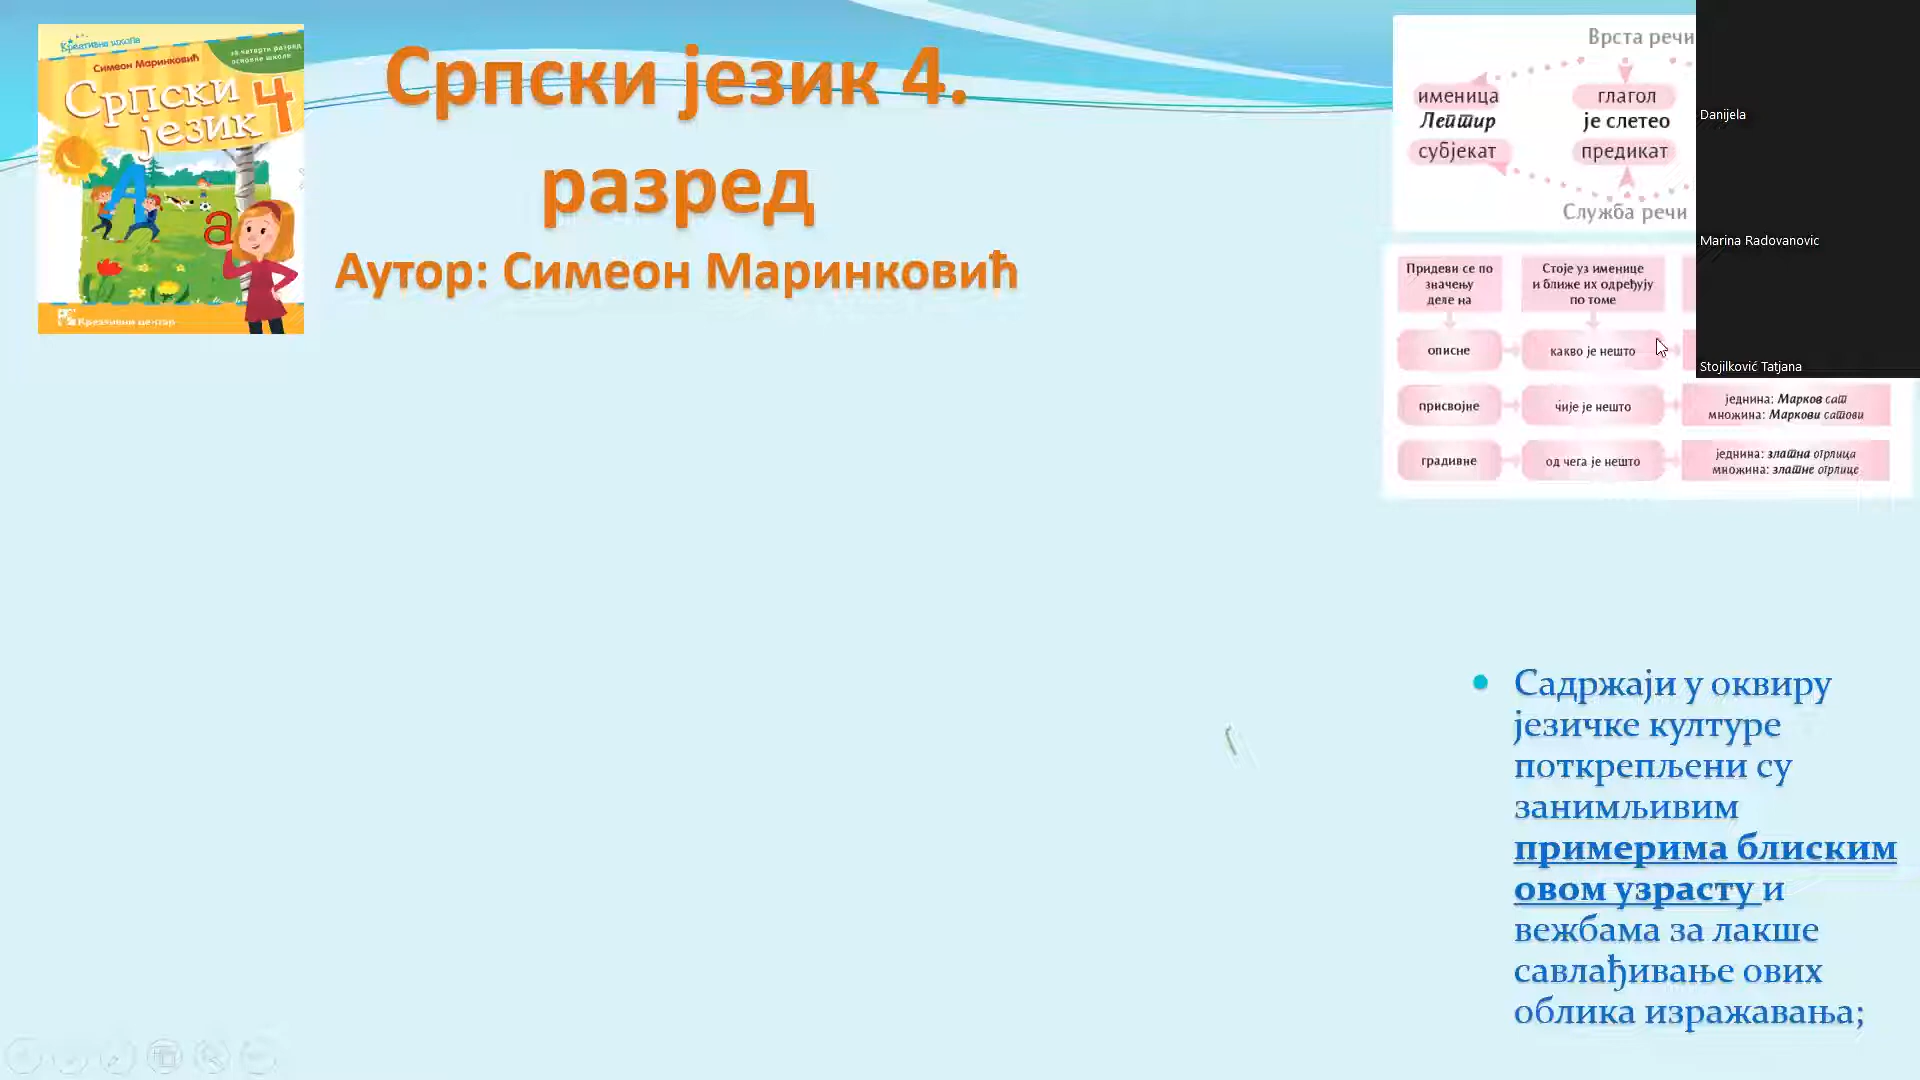 Креативна школа
за четврти разред
основне школе
Симеон Маринковић
Српски
језик 4
А
а
Креативни центар
Српски језик 4.
разред
Аутор: Симеон Маринковић
Врста речи
именица
глагол
Лептир
је слетео
субјекат
предикат
Служба речи
Придеви се по
значењу
деле на
Стоје уз именице
и ближе их одређују
по томе
описне
какво је нешто
присвојне
чије је нешто
једнина: Марков сат
множина: Маркови сатови
градивне
од чега је нешто
једнина: златна огрлица
множина: златне огрлице
Danijela
Marina Radovanovic
Stojilković Tatjana
• Садржаји у оквиру
језичке културе
поткрепљени су
занимљивим
примерима блиским
овом узрасту и
вежбама за лакше
савлађивање ових
облика изражавања;